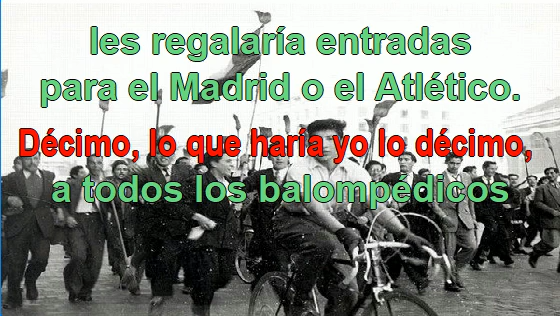 les regalaría entradas
para el Madrid o el Atlético.
Décimo, lo que haría yo lo décimo,
a todos los balompédicos